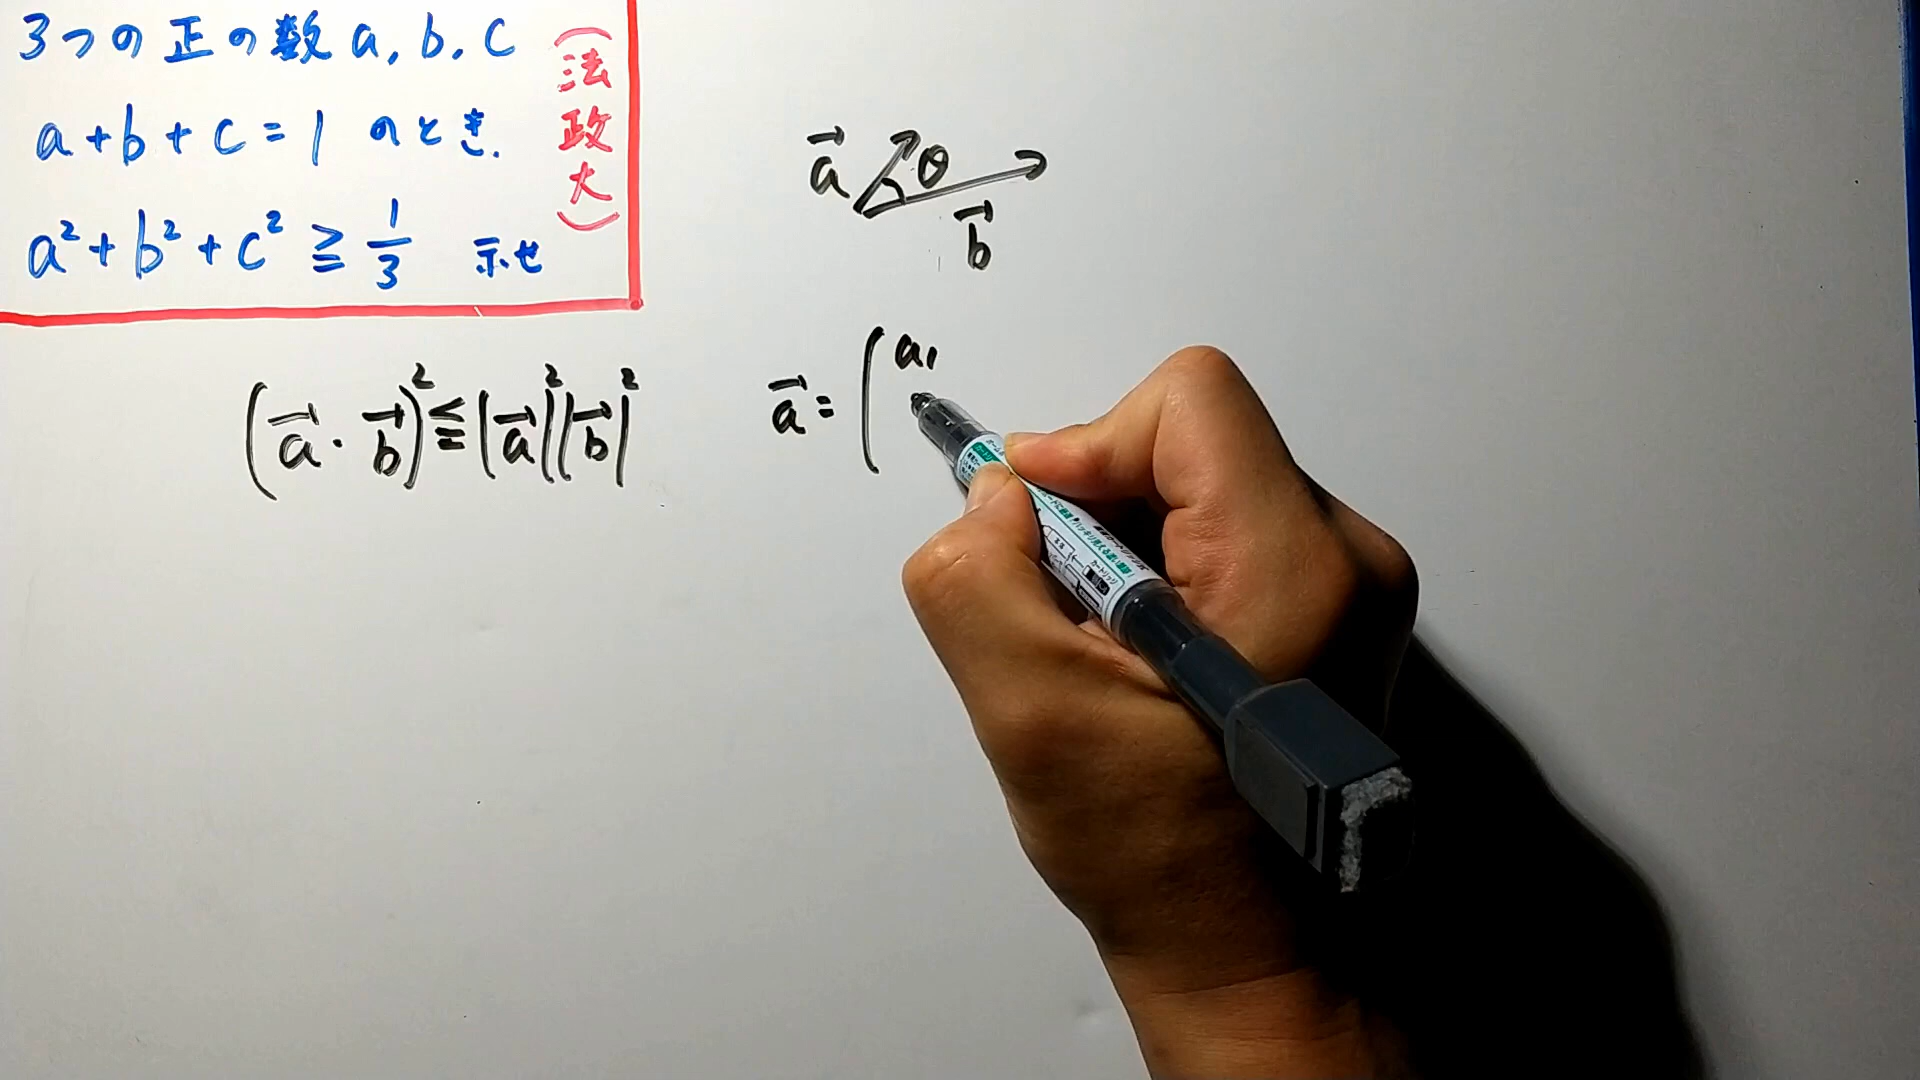 3つの正の数 a, b, c
a+b+c=1 のとき.
a²+b²+c² ≧ 1/3 示せ
(法政大)
a⃗ θ
b⃗
(a⃗・b⃗)² ≦ |a⃗|²|b⃗|²
a⃗ = ( a₁